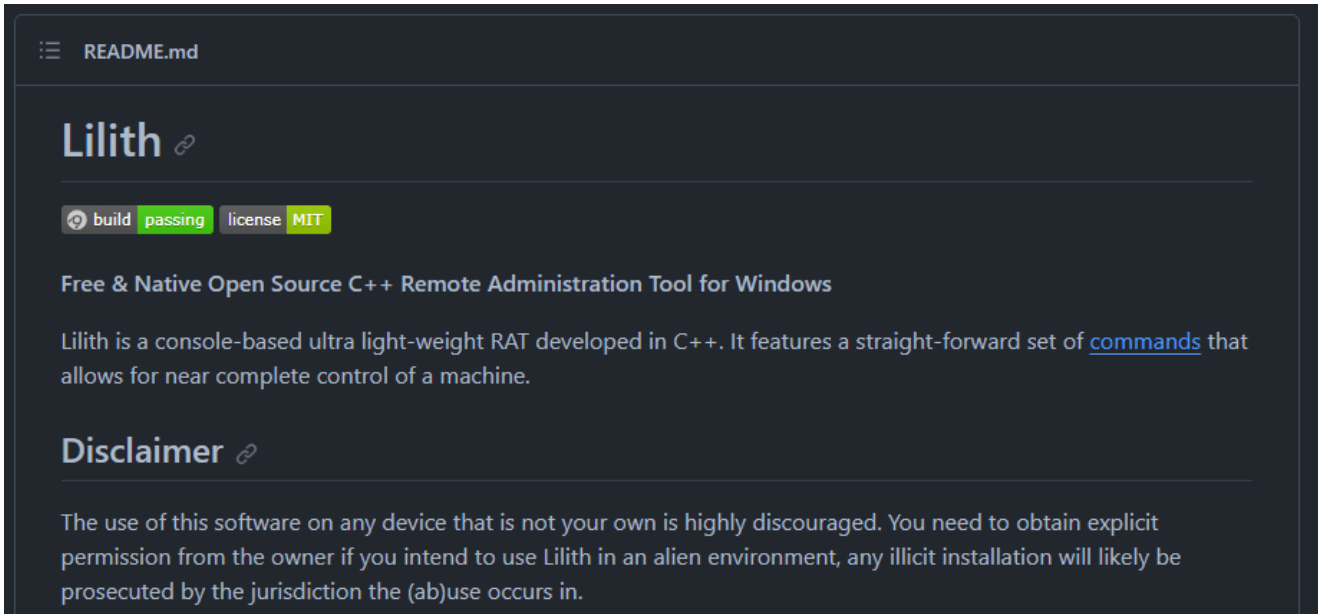 README.md
Lilith
build passing license MIT
Free & Native Open Source C++ Remote Administration Tool for Windows
Lilith is a console-based ultra light-weight RAT developed in C++. It features a straight-forward set of commands that
allows for near complete control of a machine.
Disclaimer
The use of this software on any device that is not your own is highly discouraged. You need to obtain explicit
permission from the owner if you intend to use Lilith in an alien environment, any illicit installation will likely be
prosecuted by the jurisdiction the (ab)use occurs in.